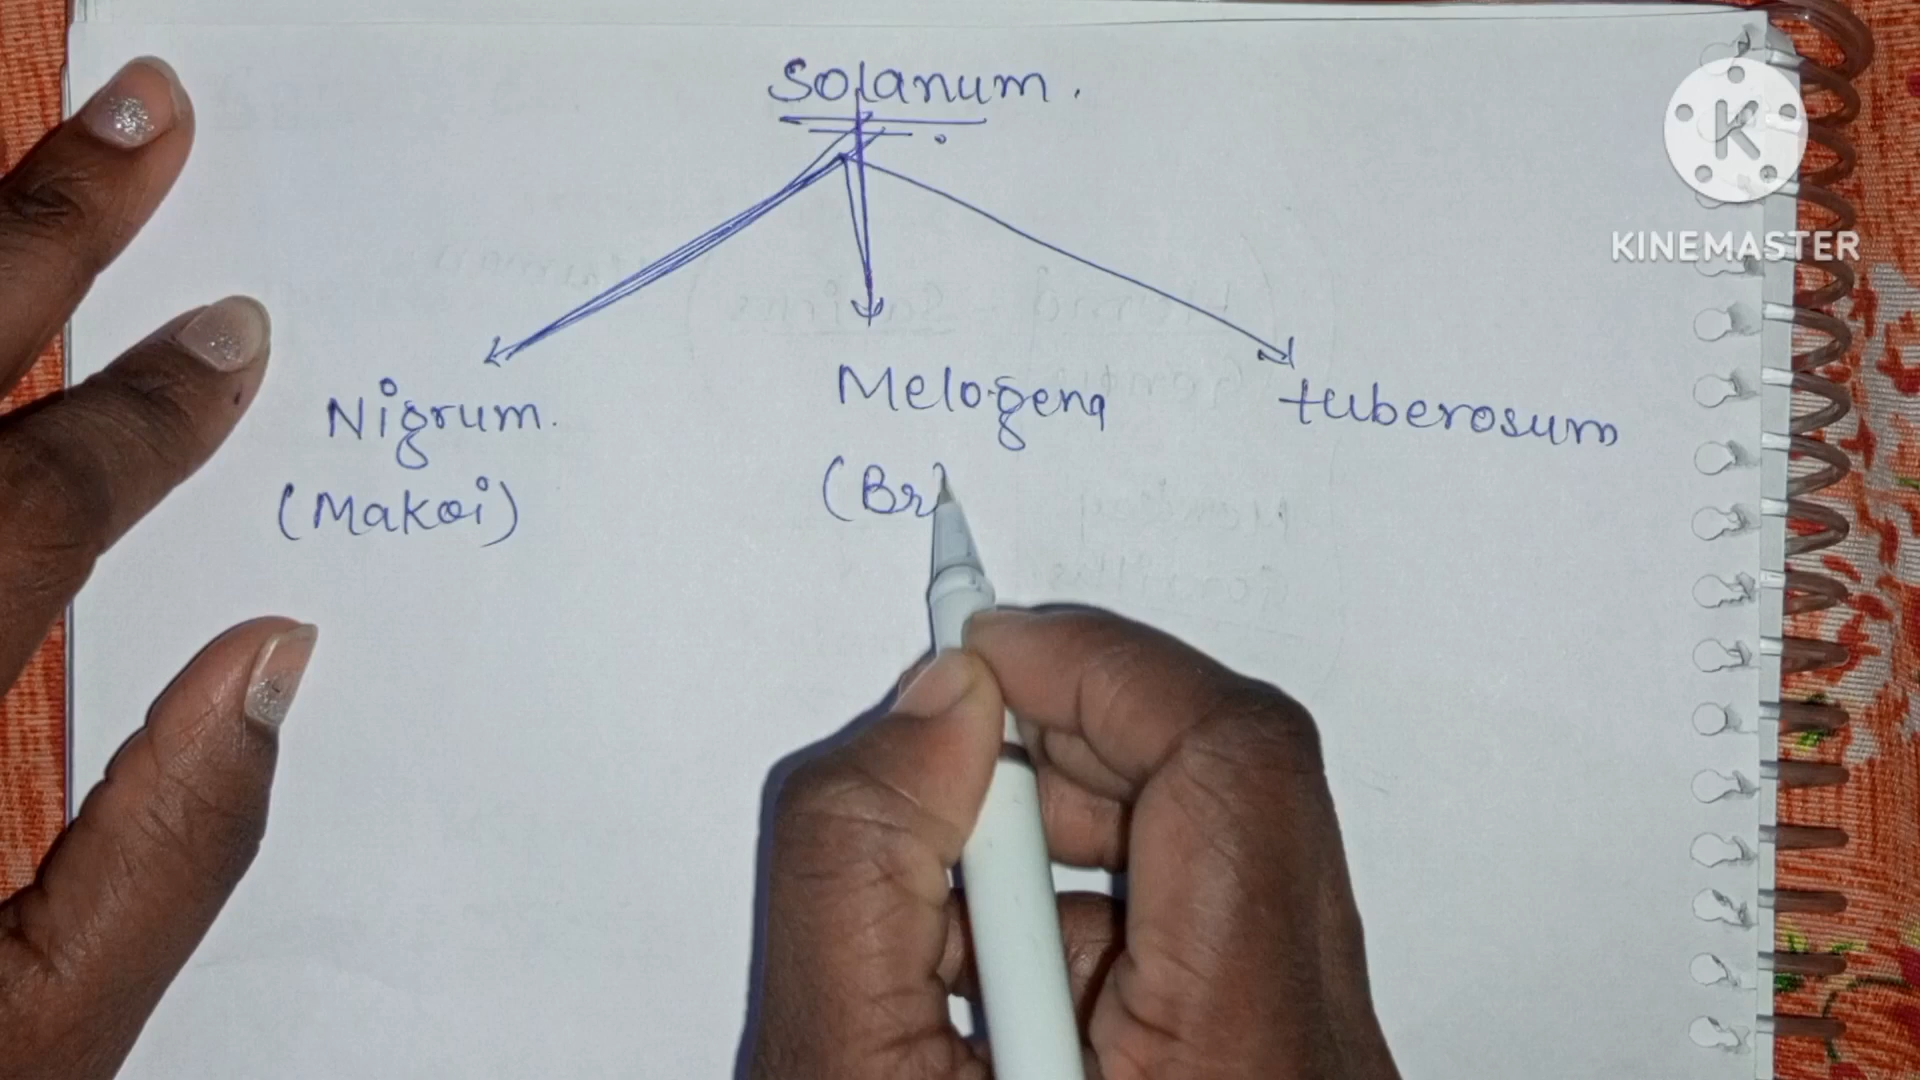 Solanum.
K
KINEMASTER
Nigrum.
Melogena
tuberosum
(Makoi)
(Br